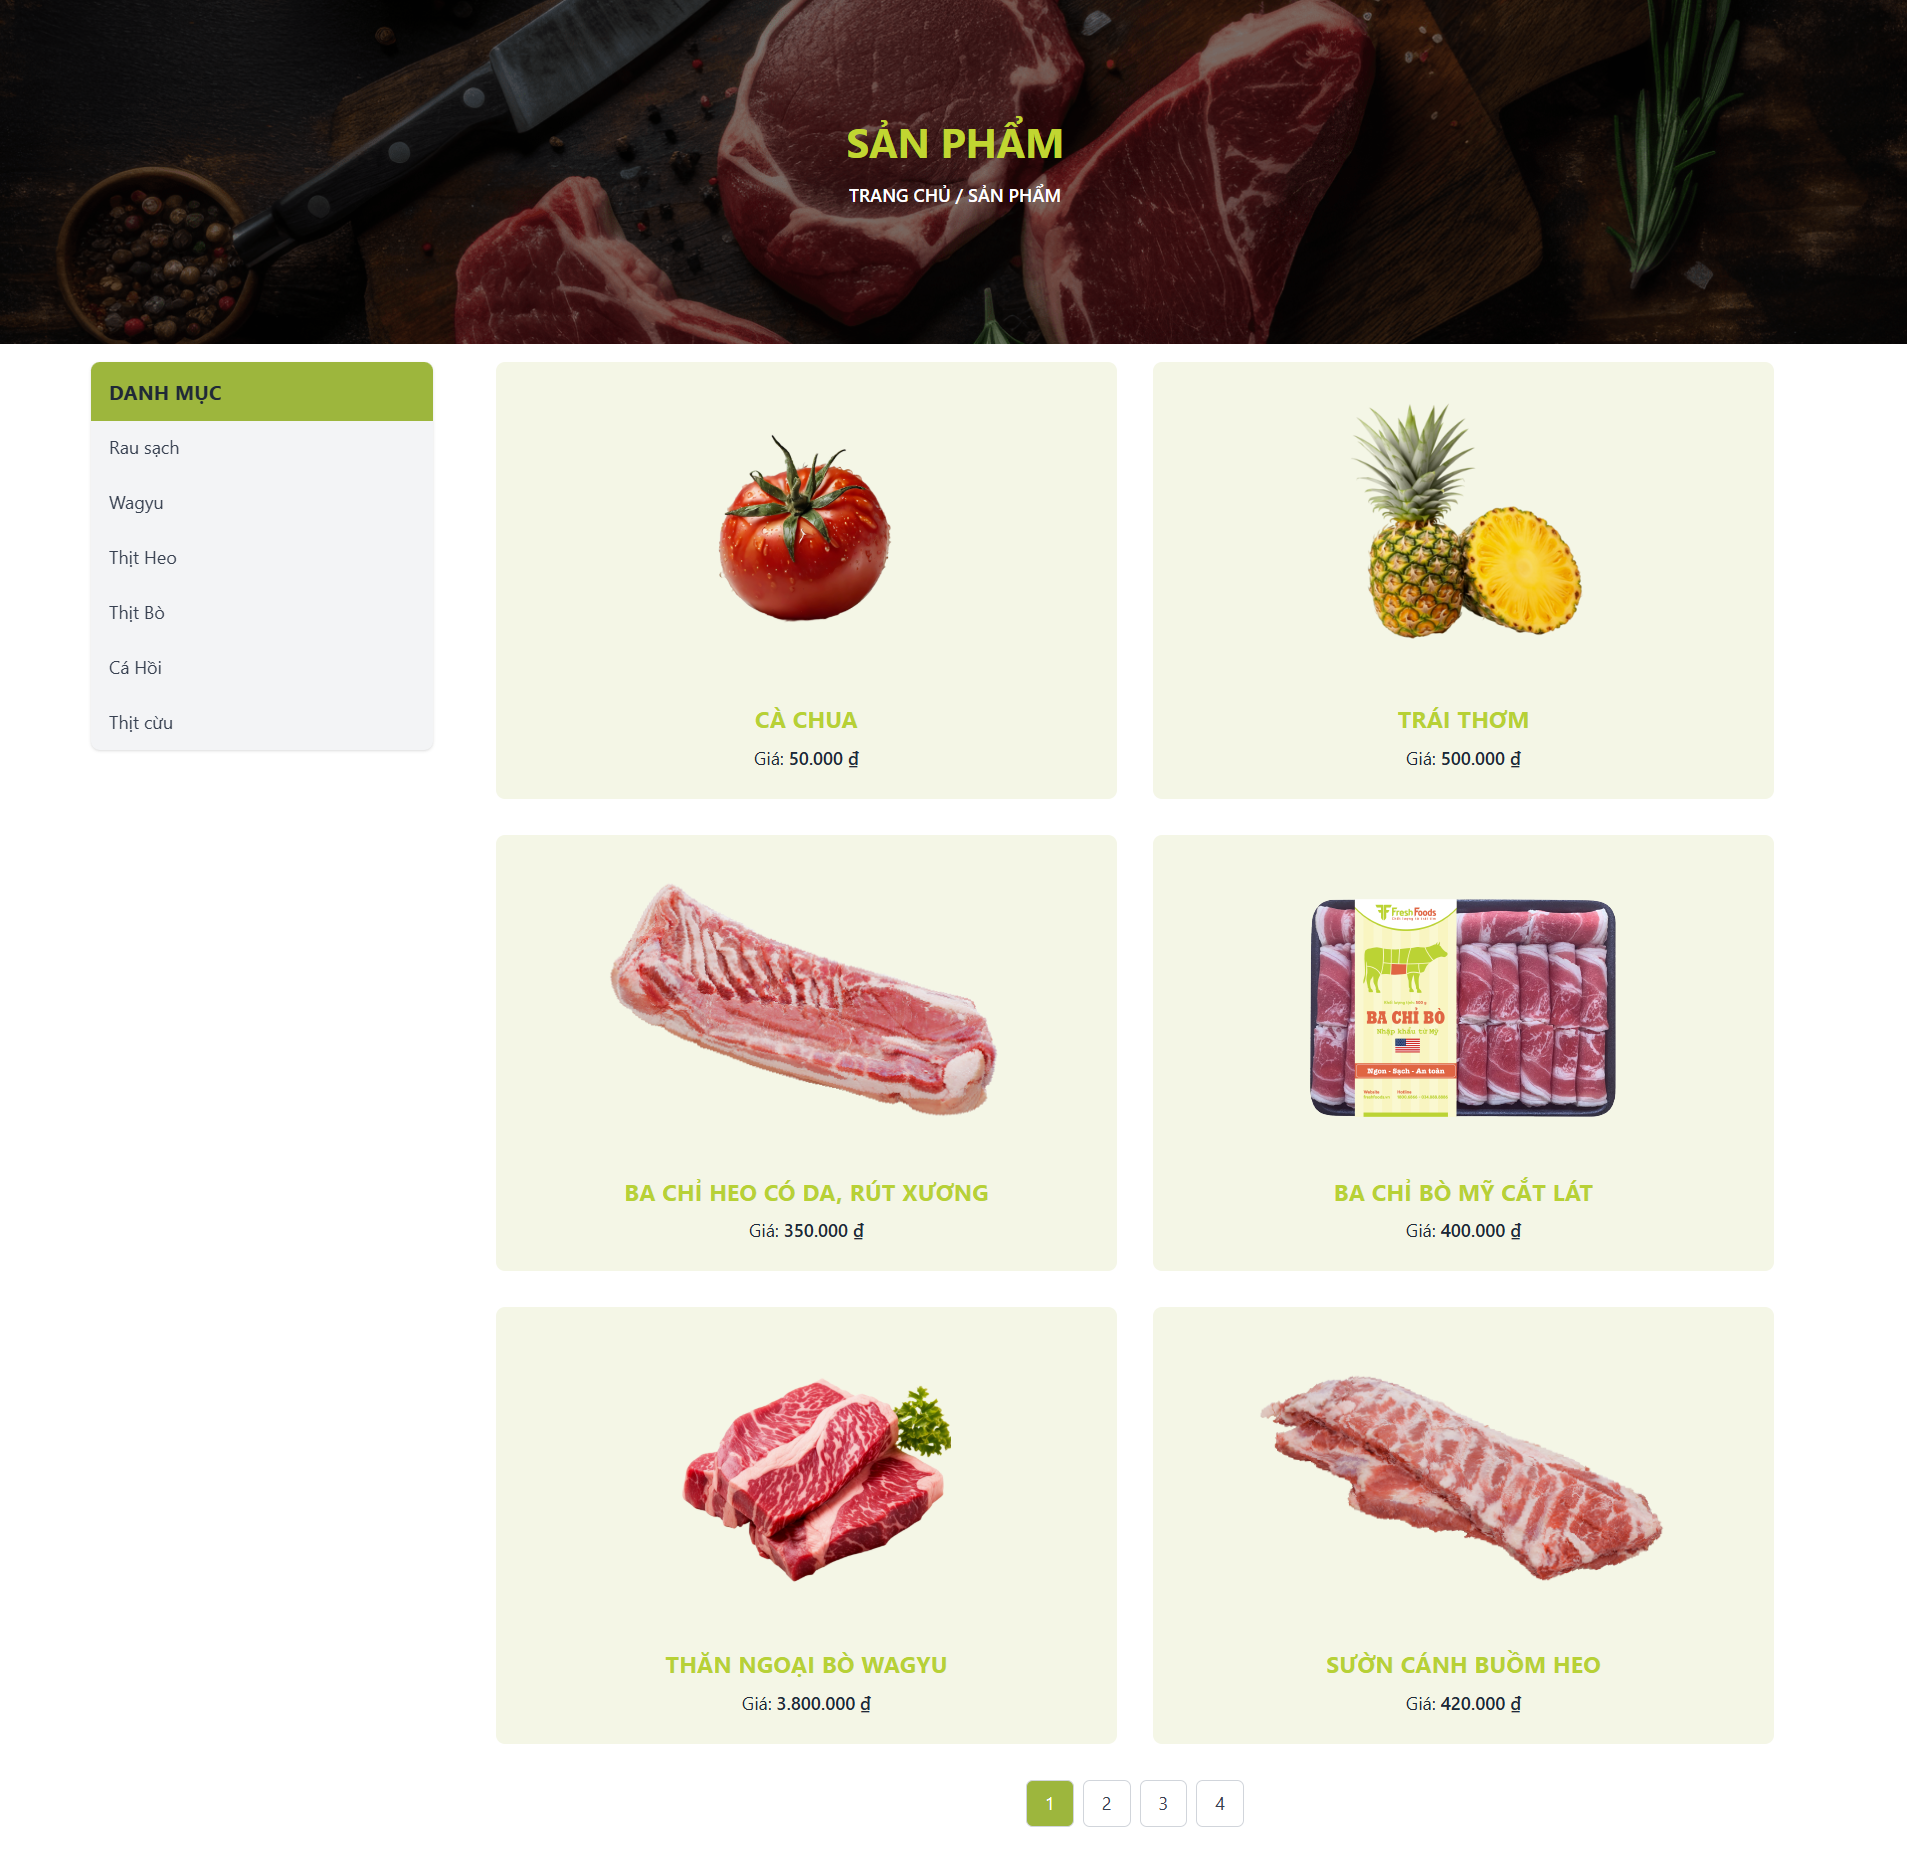 SẢN PHẨM
TRANG CHỦ / SẢN PHẨM
DANH MỤC
Rau sạch
Wagyu
Thịt Heo
Thịt Bò
Cá Hồi
Thịt cừu
CÀ CHUA
Giá: 50.000 ₫
TRÁI THƠM
Giá: 500.000 ₫
BA CHỈ HEO CÓ DA, RÚT XƯƠNG
Giá: 350.000 ₫
FreshFoods
BA CHỈ BÒ
Nhập khẩu từ Mỹ
Ngon - Sạch - An toàn
Website
Hotline
BA CHỈ BÒ MỸ CẮT LÁT
Giá: 400.000 ₫
THĂN NGOẠI BÒ WAGYU
Giá: 3.800.000 ₫
SƯỜN CÁNH BUỒM HEO
Giá: 420.000 ₫
1
2
3
4